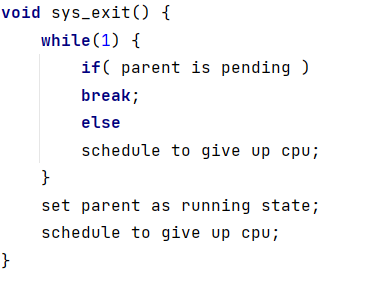 void sys_exit() {
while(1) {
if( parent is pending )
break;
else
schedule to give up cpu;
}
set parent as running state;
schedule to give up cpu;
}